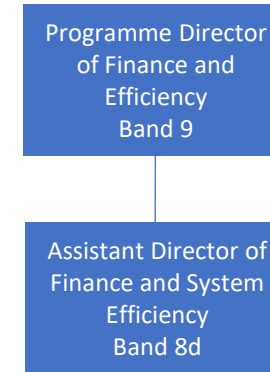 Programme Director
of Finance and
Efficiency
Band 9
Assistant Director of
Finance and System
Efficiency
Band 8d